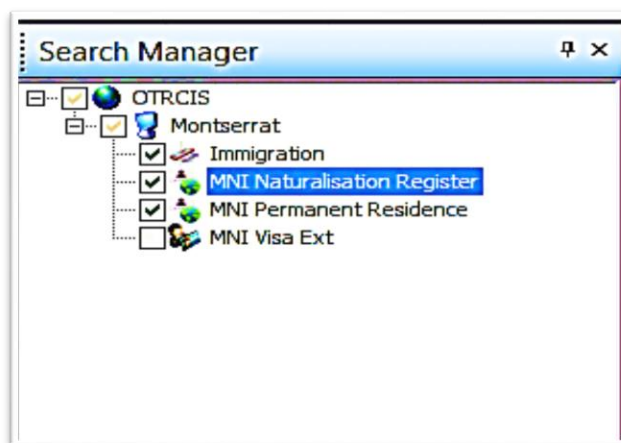 Search Manager
OTRCIS
Montserrat
Immigration
MNI Naturalisation Register
MNI Permanent Residence
MNI Visa Ext